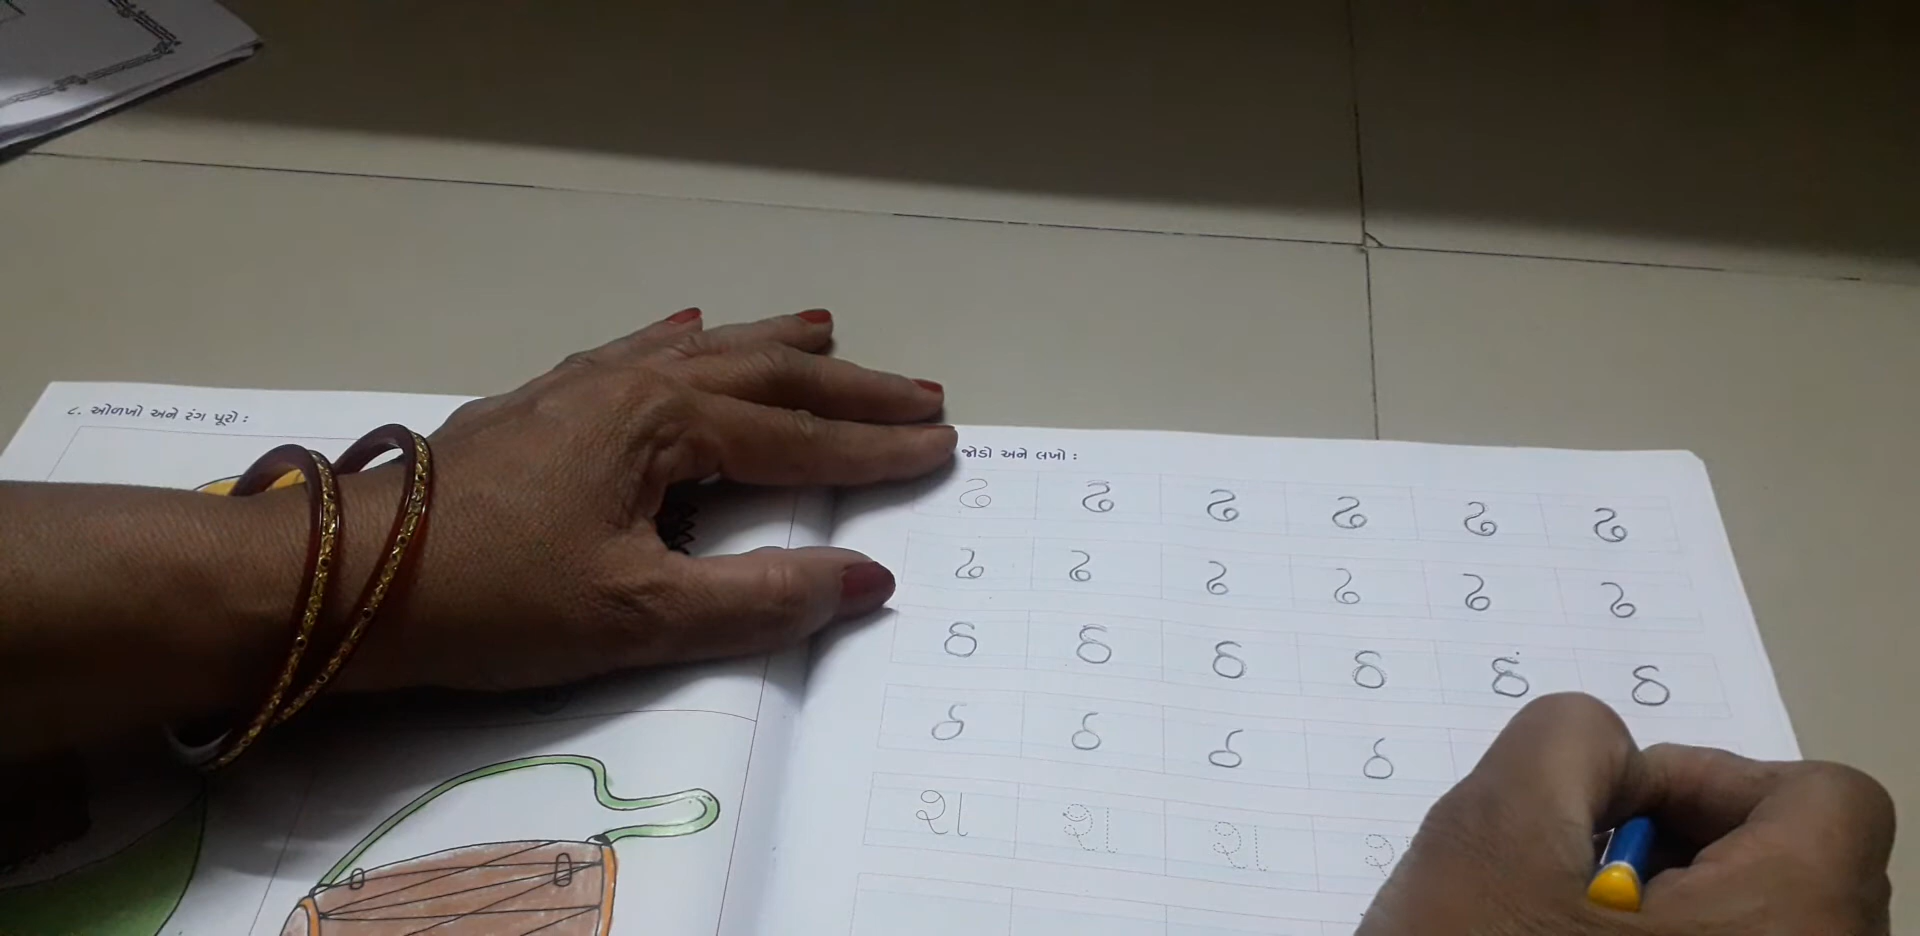 ૮. ઓળખો અને રંગ પૂરો :
જોડો અને લખો :
ઢ ઢ ઢ ઢ ઢ ઢ
ઢ ઢ ઢ ઢ ઢ ઢ
ઠ ઠ ઠ ઠ ઠ ઠ
ઠ ઠ ઠ ઠ
શ શ શ શ